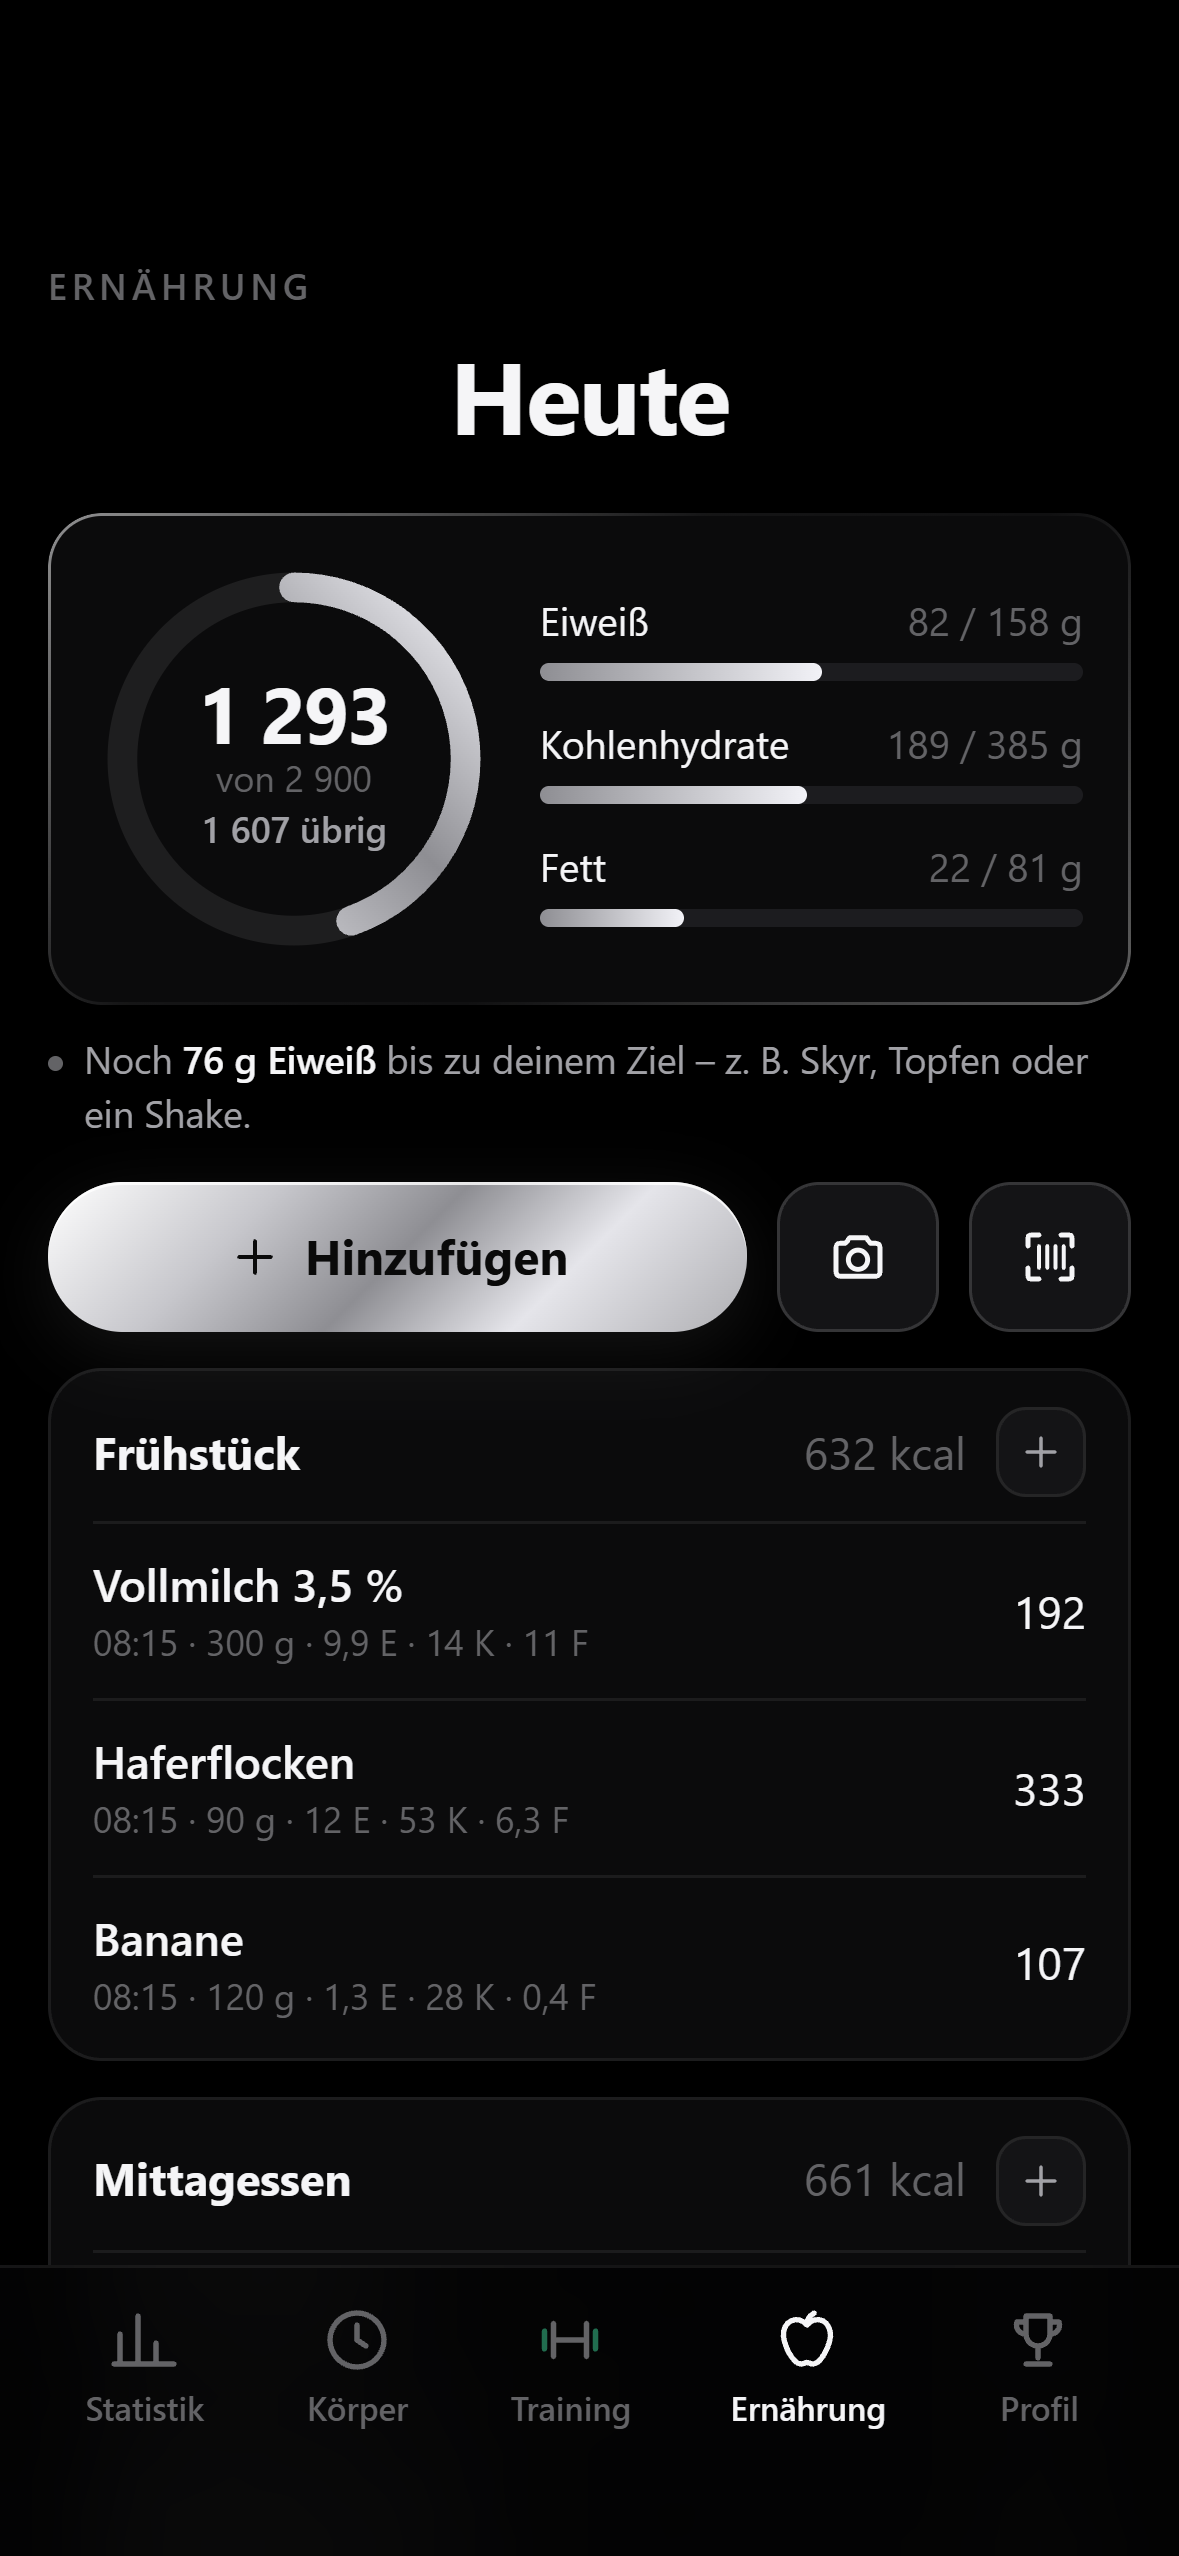 ERNÄHRUNG
Heute
1 293
von 2 900
1 607 übrig
Eiweiß 82 / 158 g
Kohlenhydrate 189 / 385 g
Fett 22 / 81 g
Noch 76 g Eiweiß bis zu deinem Ziel – z. B. Skyr, Topfen oder
ein Shake.
Hinzufügen
Frühstück 632 kcal
Vollmilch 3,5 %
08:15 · 300 g · 9,9 E · 14 K · 11 F
192
Haferflocken
08:15 · 90 g · 12 E · 53 K · 6,3 F
333
Banane
08:15 · 120 g · 1,3 E · 28 K · 0,4 F
107
Mittagessen 661 kcal
Statistik Körper Training Ernährung Profil